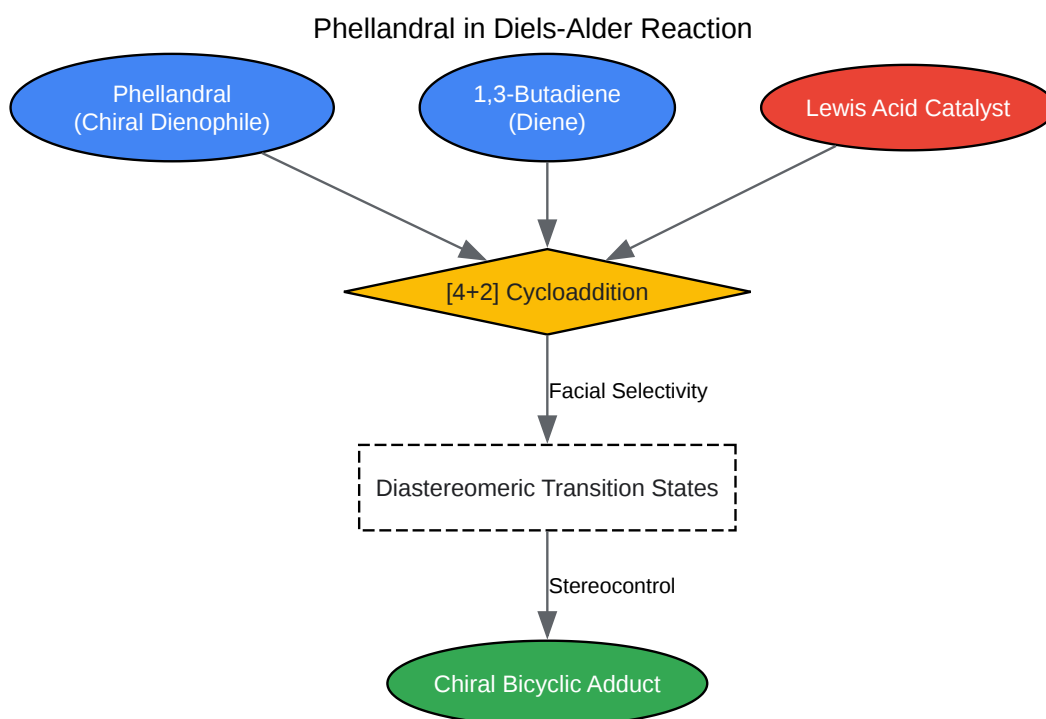 Phellandral in Diels-Alder Reaction
Phellandral
(Chiral Dienophile)
1,3-Butadiene
(Diene)
Lewis Acid Catalyst
[4+2] Cycloaddition
Facial Selectivity
Diastereomeric Transition States
Stereocontrol
Chiral Bicyclic Adduct